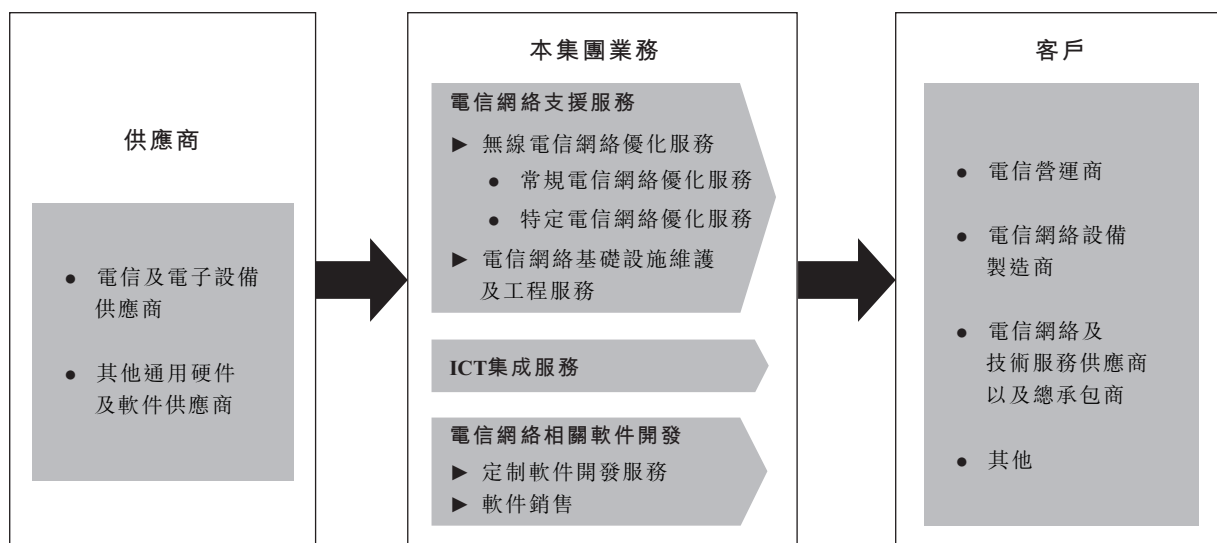 供應商
● 電信及電子設備
供應商
● 其他通用硬件
及軟件供應商
本集團業務
電信網絡支援服務
► 無線電信網絡優化服務
● 常規電信網絡優化服務
● 特定電信網絡優化服務
► 電信網絡基礎設施維護
及工程服務
ICT集成服務
電信網絡相關軟件開發
► 定制軟件開發服務
► 軟件銷售
客戶
● 電信營運商
● 電信網絡設備
製造商
● 電信網絡及
技術服務供應商
以及總承包商
● 其他